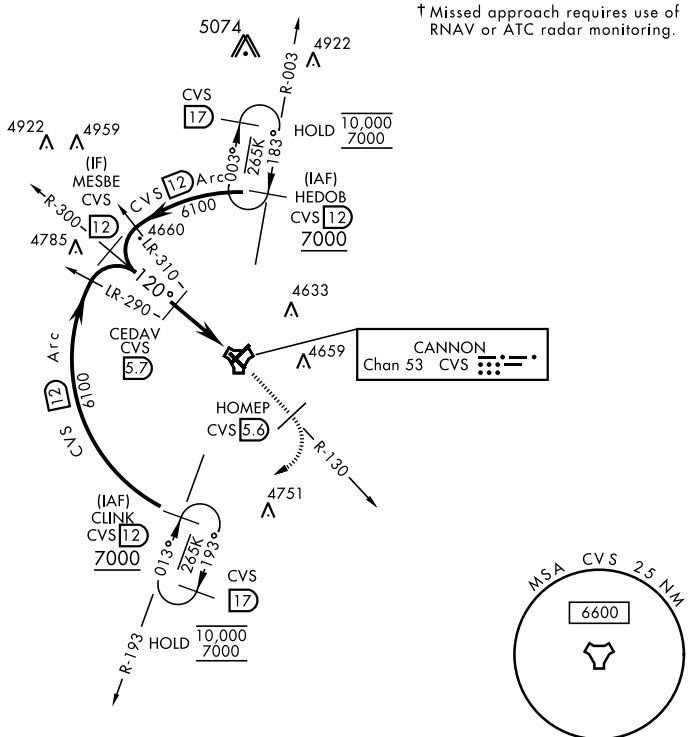 † Missed approach requires use of
RNAV or ATC radar monitoring.
5074
4922
R-003
CVS
17
HOLD 10,000
7000
003°
265K
183°
4922
4959
(IF)
MESBE
CVS
12
CVS 12 Arc
6100
(IAF)
HEDOB
CVS 12
7000
R-300
4785
4660
LR-310
120°
LR-290
4633
CEDAV
CVS
5.7
4659
CANNON
Chan 53 CVS
CVS 12 Arc
6100
HOMEP
CVS 5.6
R-130
4751
(IAF)
CLINK
CVS 12
7000
013°
265K
193°
CVS
17
HOLD 10,000
7000
R-193
MSA CVS 25 NM
6600